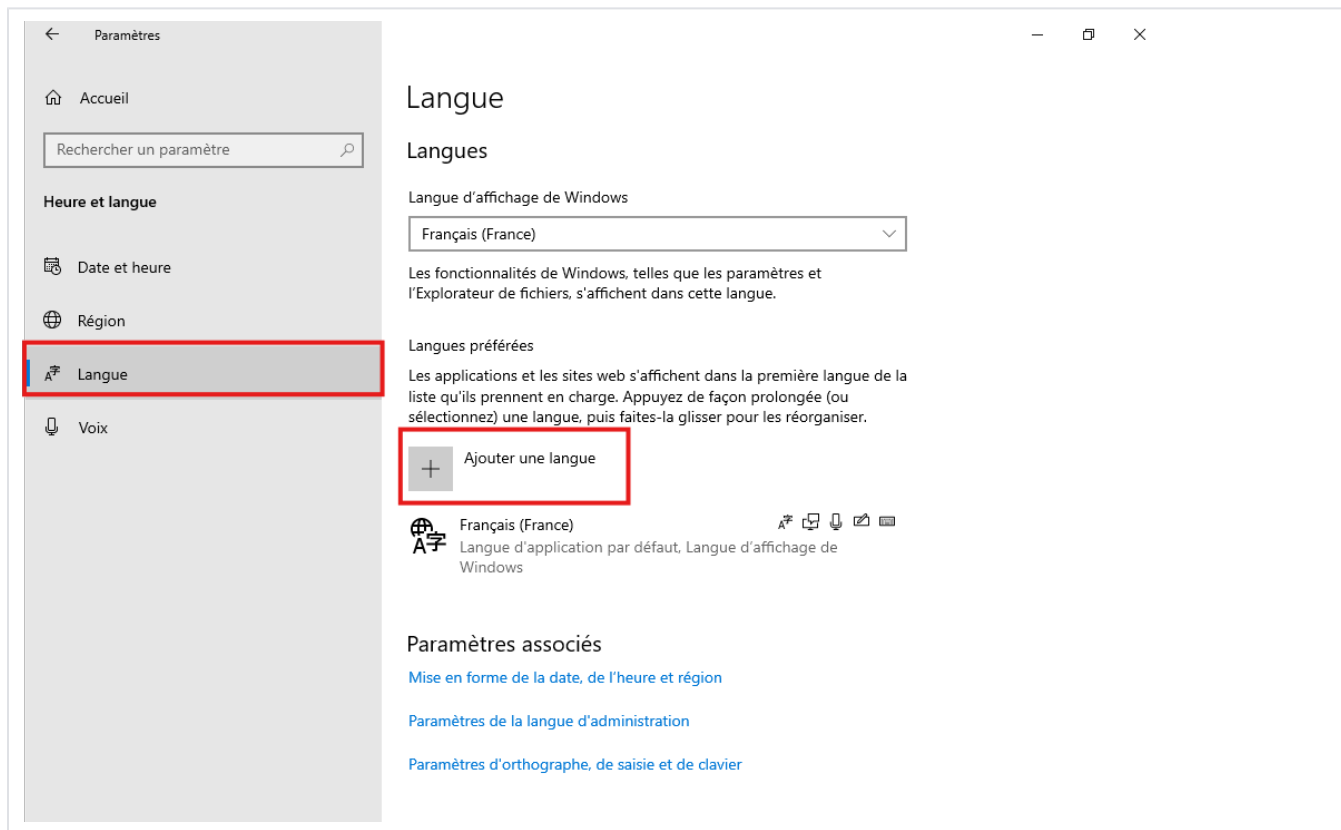 Paramètres
Accueil
Rechercher un paramètre
Heure et langue
Date et heure
Région
Langue
Voix
Langue
Langues
Langue d'affichage de Windows
Français (France)
Les fonctionnalités de Windows, telles que les paramètres et
l'Explorateur de fichiers, s'affichent dans cette langue.
Langues préférées
Les applications et les sites web s'affichent dans la première langue de la
liste qu'ils prennent en charge. Appuyez de façon prolongée (ou
sélectionnez) une langue, puis faites-la glisser pour les réorganiser.
Ajouter une langue
Français (France)
Langue d'application par défaut, Langue d'affichage de
Windows
Paramètres associés
Mise en forme de la date, de l'heure et région
Paramètres de la langue d'administration
Paramètres d'orthographe, de saisie et de clavier